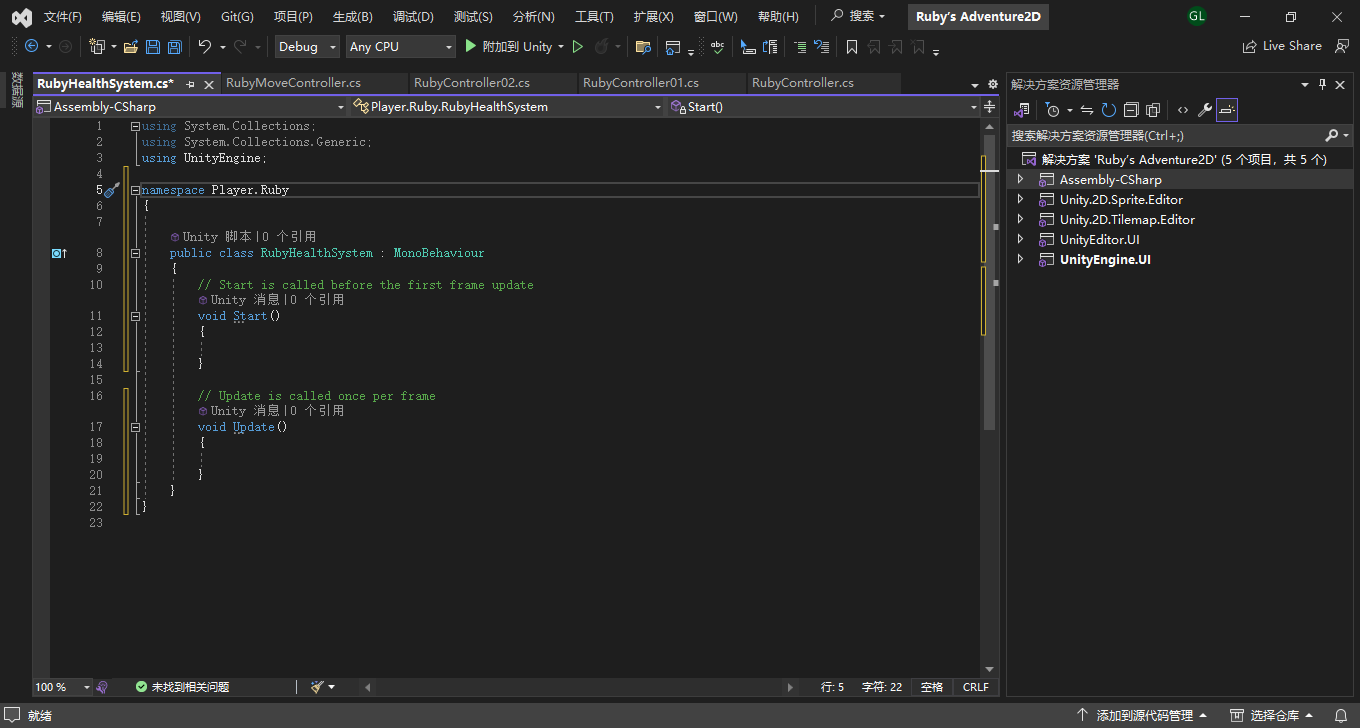 文件(F) 编辑(E) 视图(V) Git(G) 项目(P) 生成(B) 调试(D) 测试(S) 分析(N) 工具(T) 扩展(X) 窗口(W) 帮助(H) 搜索 Ruby's Adventure2D GL
Debug Any CPU 附加到 Unity abc Live Share
数据源
RubyHealthSystem.cs* RubyMoveController.cs RubyController02.cs RubyController01.cs RubyController.cs
Assembly-CSharp Player.Ruby.RubyHealthSystem Start()
1 using System.Collections;
2 using System.Collections.Generic;
3 using UnityEngine;
4
5 namespace Player.Ruby
6 {
7
Unity 脚本|0 个引用
8 public class RubyHealthSystem : MonoBehaviour
9 {
10 // Start is called before the first frame update
Unity 消息|0 个引用
11 void Start()
12 {
13
14 }
15
16 // Update is called once per frame
Unity 消息|0 个引用
17 void Update()
18 {
19
20 }
21 }
22 }
23
100 % 未找到相关问题 行: 5 字符: 22 空格 CRLF
解决方案资源管理器
搜索解决方案资源管理器(Ctrl+;)
解决方案 'Ruby's Adventure2D' (5 个项目，共 5 个)
Assembly-CSharp
Unity.2D.Sprite.Editor
Unity.2D.Tilemap.Editor
UnityEditor.UI
UnityEngine.UI
就绪 添加到源代码管理 选择仓库